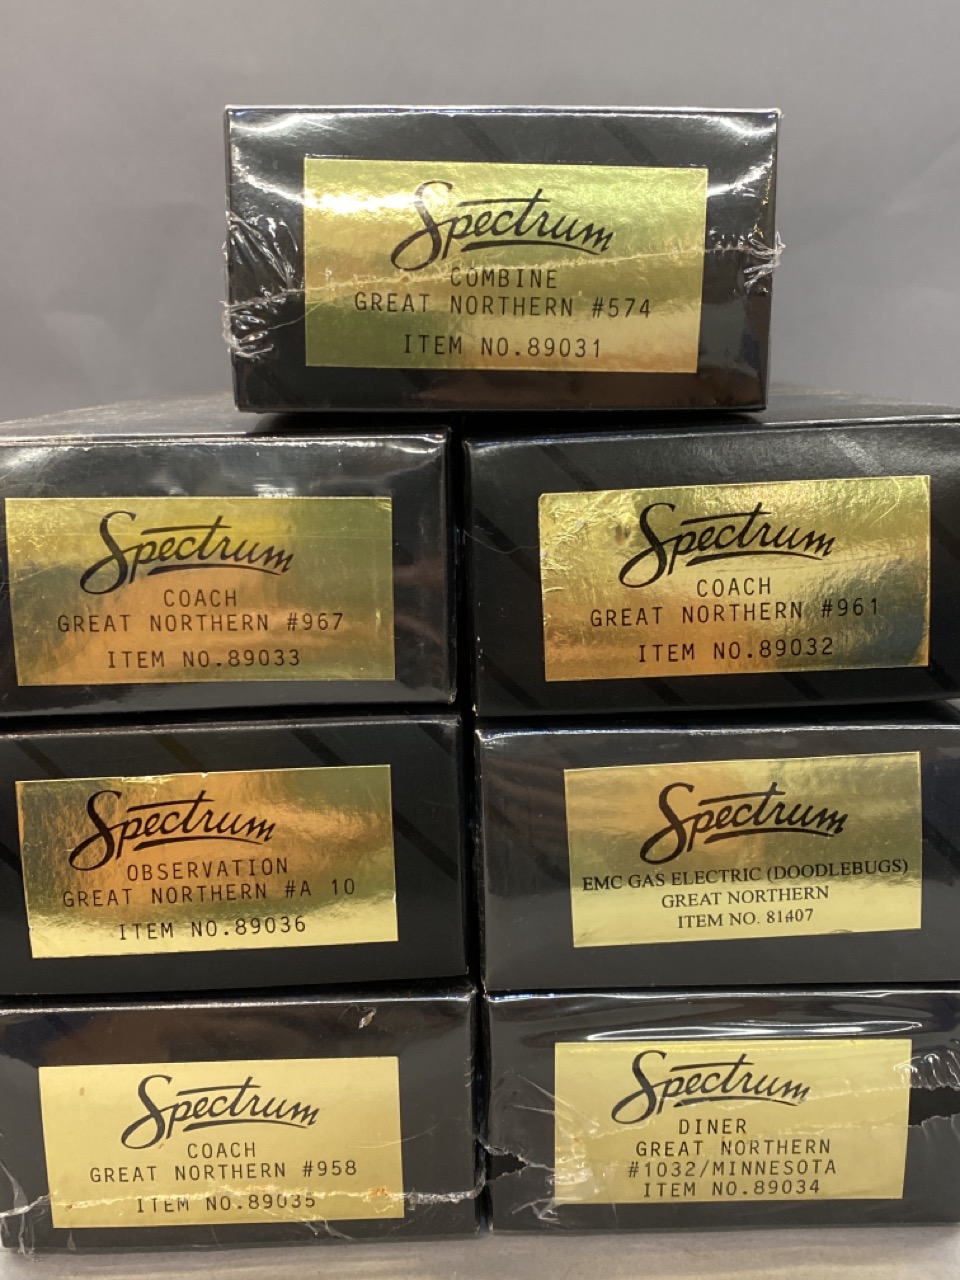 Spectrum
COMBINE
GREAT NORTHERN #574
ITEM NO.89031
Spectrum
COACH
GREAT NORTHERN #967
ITEM NO.89033
Spectrum
COACH
GREAT NORTHERN #961
ITEM NO.89032
Spectrum
OBSERVATION
GREAT NORTHERN #A 10
ITEM NO.89036
Spectrum
EMC GAS ELECTRIC (DOODLEBUGS)
GREAT NORTHERN
ITEM NO. 81407
Spectrum
COACH
GREAT NORTHERN #958
ITEM NO.89035
Spectrum
DINER
GREAT NORTHERN
#1032/MINNESOTA
ITEM NO.89034